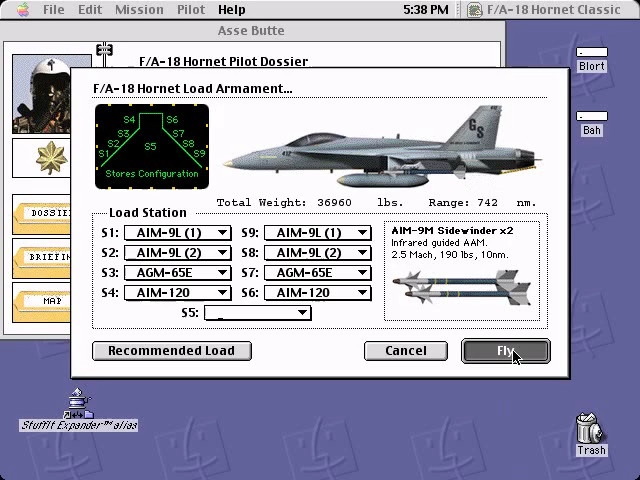 File Edit Mission Pilot Help 5:38 PM F/A-18 Hornet Classic
Asse Butte
F/A-18 Hornet Pilot Dossier
Blort
Bah
F/A-18 Hornet Load Armament...
S4 S6
S3 S7
S2 S5 S8
S1 S9
Stores Configuration
GS
Total Weight: 36960 lbs. Range: 742 nm.
Load Station
S1: AIM-9L (1) S9: AIM-9L (1)
S2: AIM-9L (2) S8: AIM-9L (2)
S3: AGM-65E S7: AGM-65E
S4: AIM-120 S6: AIM-120
S5: _
AIM-9M Sidewinder x2
Infrared guided AAM.
2.5 Mach, 190 lbs, 10nm.
DOSSIE
BRIEFIN
MAP
Recommended Load Cancel Fly
StuffIt Expander™ alias
Trash